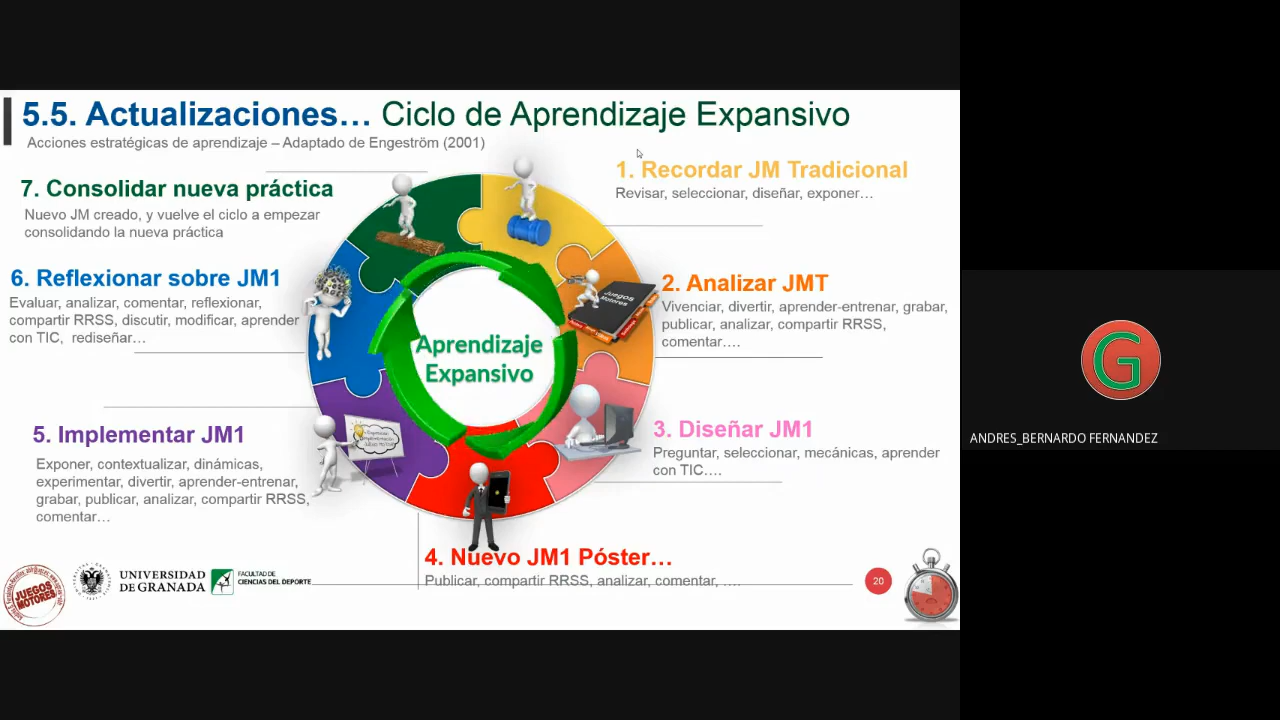 5.5. Actualizaciones… Ciclo de Aprendizaje Expansivo
Acciones estratégicas de aprendizaje – Adaptado de Engeström (2001)
1. Recordar JM Tradicional
Revisar, seleccionar, diseñar, exponer…
2. Analizar JMT
Vivenciar, divertir, aprender-entrenar, grabar,
publicar, analizar, compartir RRSS,
comentar….
3. Diseñar JM1
Preguntar, seleccionar, mecánicas, aprender
con TIC….
4. Nuevo JM1 Póster…
Publicar, compartir RRSS, analizar, comentar, ….
5. Implementar JM1
Exponer, contextualizar, dinámicas,
experimentar, divertir, aprender-entrenar,
grabar, publicar, analizar, compartir RRSS,
comentar…
6. Reflexionar sobre JM1
Evaluar, analizar, comentar, reflexionar,
compartir RRSS, discutir, modificar, aprender
con TIC, rediseñar…
7. Consolidar nueva práctica
Nuevo JM creado, y vuelve el ciclo a empezar
consolidando la nueva práctica
Aprendizaje
Expansivo
Juegos
Motores
JUEGOS
MOTORES
UNIVERSIDAD
DE GRANADA
FACULTAD DE
CIENCIAS DEL DEPORTE
20
G
ANDRES_BERNARDO FERNANDEZ